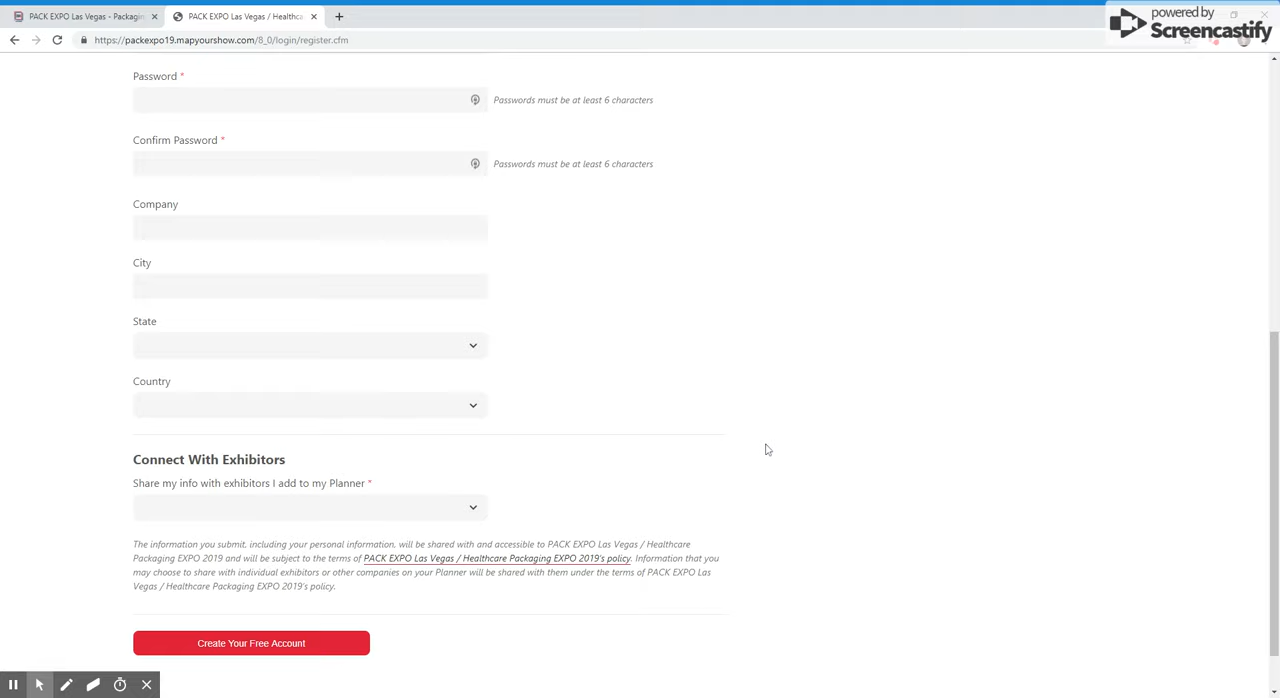 PACK EXPO Las Vegas - Packagin
PACK EXPO Las Vegas / Healthca
powered by
Screencastify
https://packexpo19.mapyourshow.com/8_0/login/register.cfm
Password *
Passwords must be at least 6 characters
Confirm Password *
Passwords must be at least 6 characters
Company
City
State
Country
Connect With Exhibitors
Share my info with exhibitors I add to my Planner *
The information you submit, including your personal information, will be shared with and accessible to PACK EXPO Las Vegas / Healthcare
Packaging EXPO 2019 and will be subject to the terms of PACK EXPO Las Vegas / Healthcare Packaging EXPO 2019's policy. Information that you
may choose to share with individual exhibitors or other companies on your Planner will be shared with them under the terms of PACK EXPO Las
Vegas / Healthcare Packaging EXPO 2019's policy.
Create Your Free Account